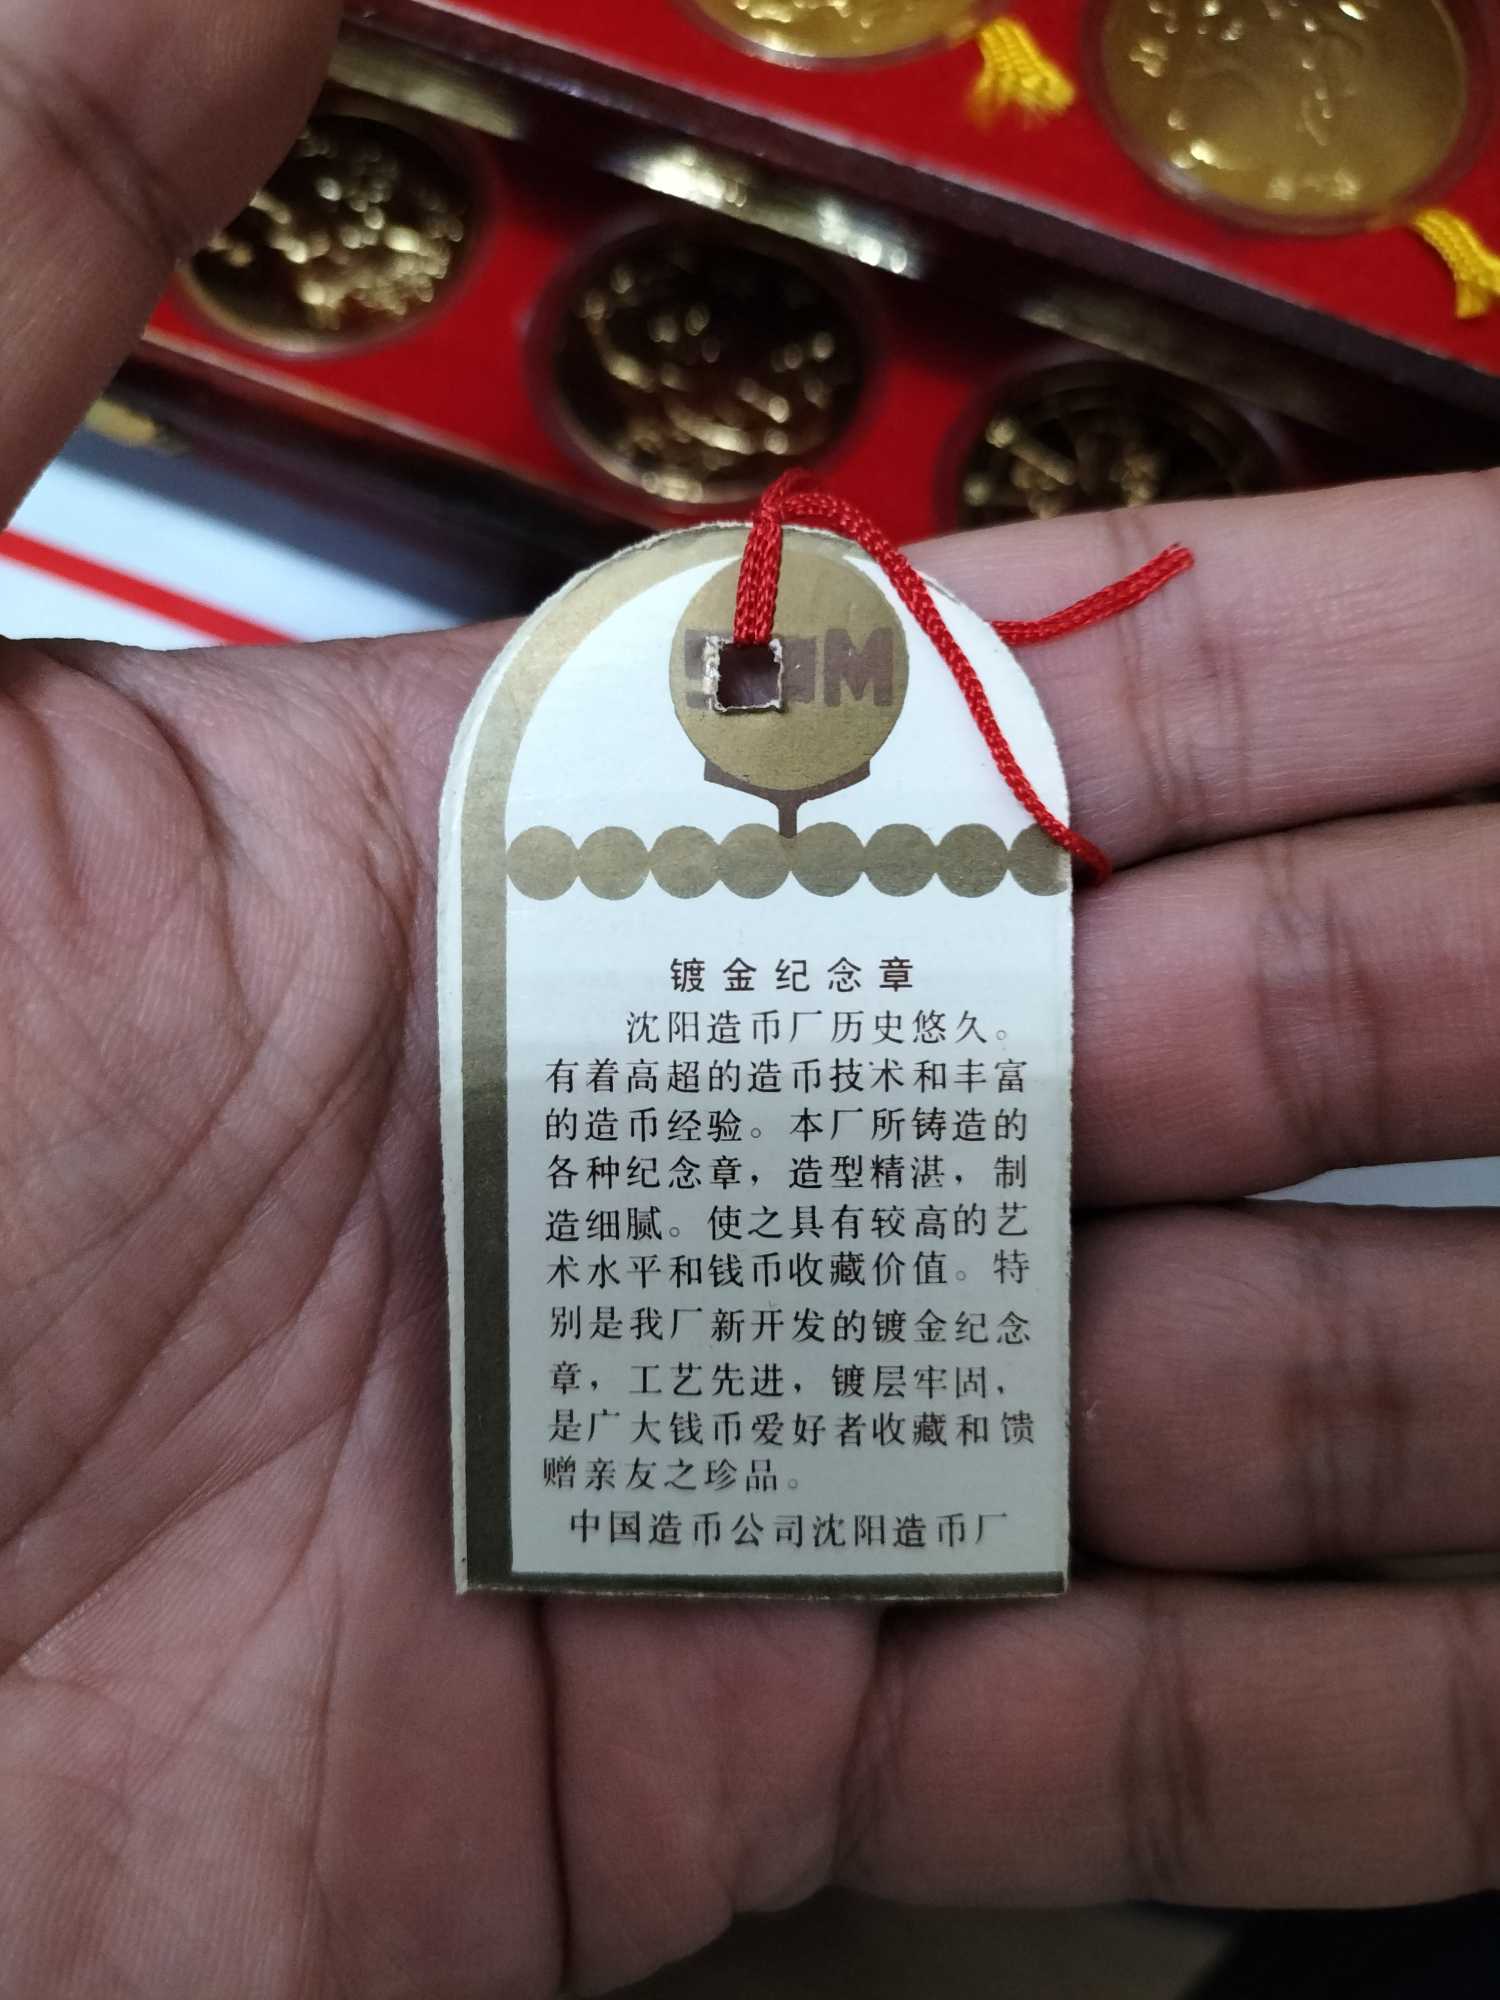 M
镀金纪念章
沈阳造币厂历史悠久。
有着高超的造币技术和丰富
的造币经验。本厂所铸造的
各种纪念章，造型精湛，制
造细腻。使之具有较高的艺
术水平和钱币收藏价值。特
别是我厂新开发的镀金纪念
章，工艺先进，镀层牢固，
是广大钱币爱好者收藏和馈
赠亲友之珍品。
中国造币公司沈阳造币厂